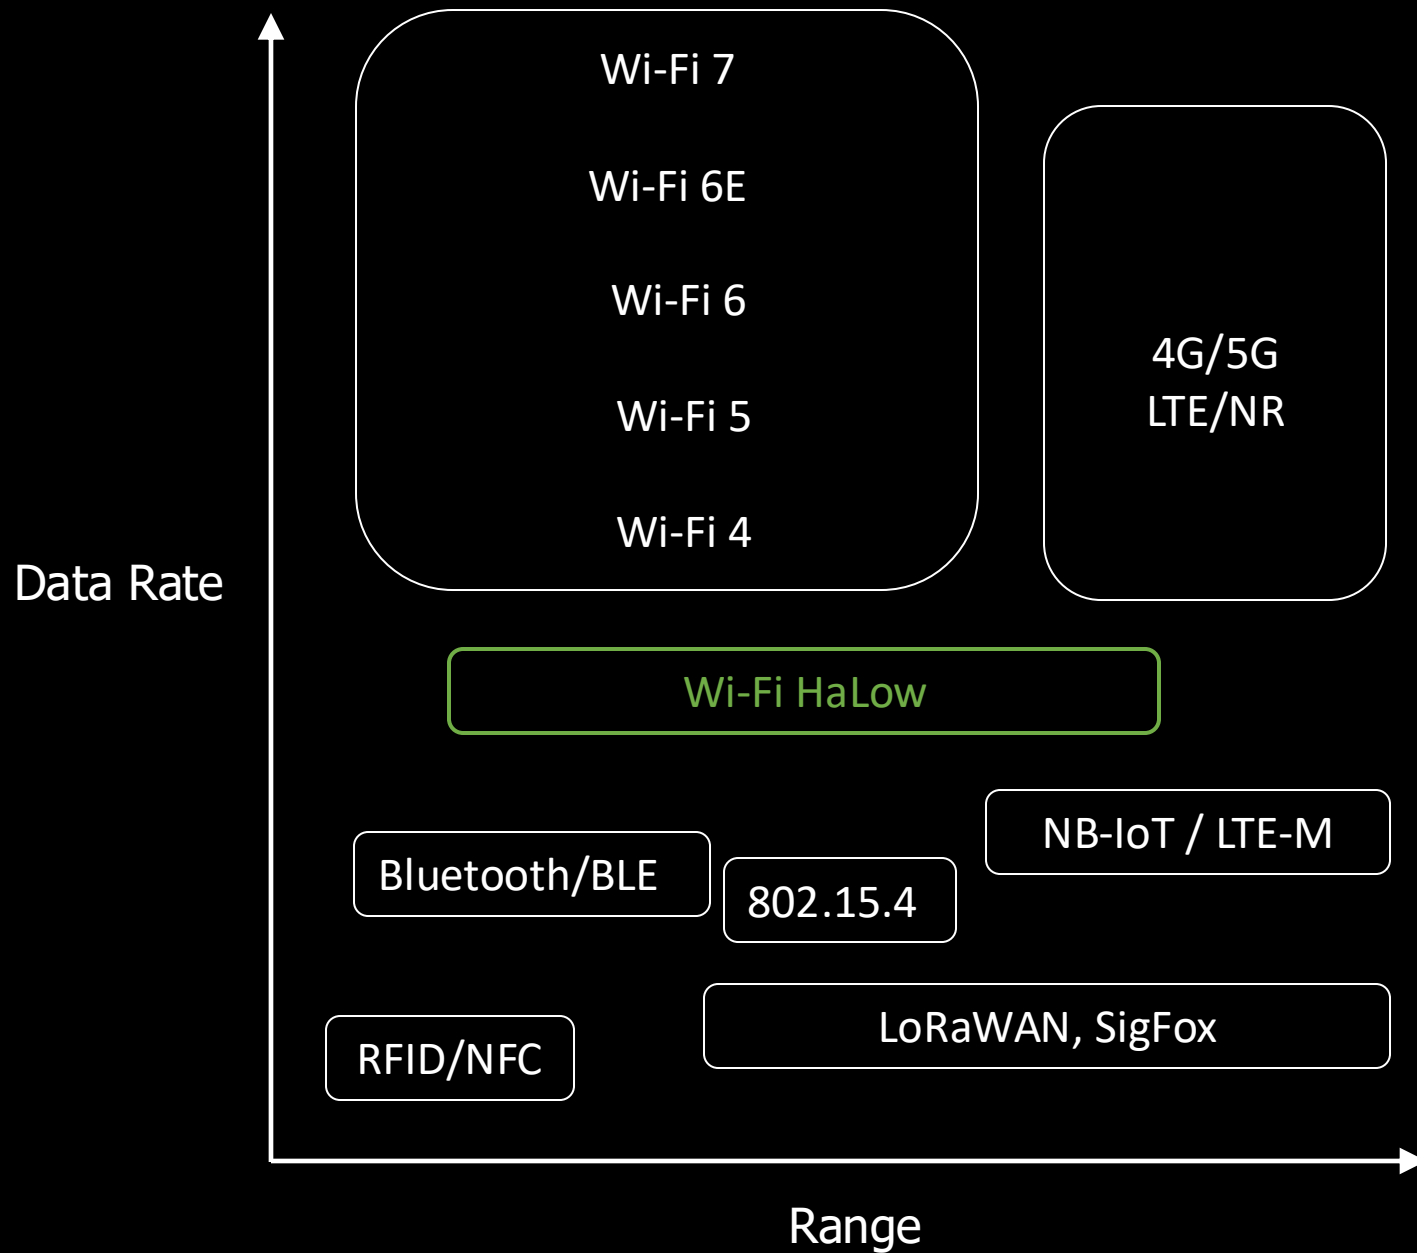 Wi-Fi 7
Wi-Fi 6E
Wi-Fi 6
Wi-Fi 5
Wi-Fi 4
4G/5G
LTE/NR
Data Rate
Wi-Fi HaLow
NB-IoT / LTE-M
Bluetooth/BLE
802.15.4
LoRaWAN, SigFox
RFID/NFC
Range